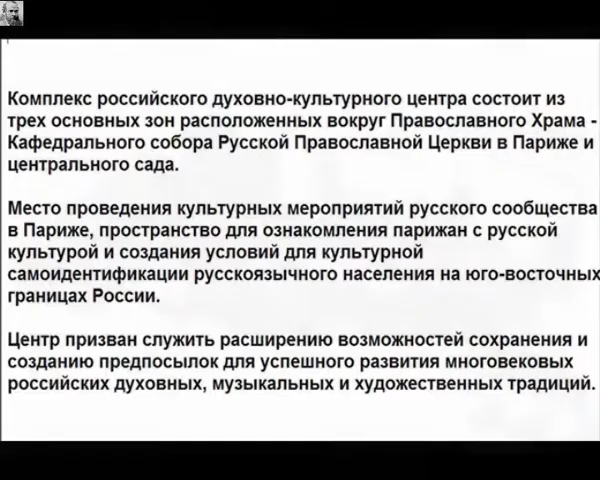 Комплекс российского духовно-культурного центра состоит из
трех основных зон расположенных вокруг Православного Храма -
Кафедрального собора Русской Православной Церкви в Париже и
центрального сада.
Место проведения культурных мероприятий русского сообщества
в Париже, пространство для ознакомления парижан с русской
культурой и создания условий для культурной
самоидентификации русскоязычного населения на юго-восточных
границах России.
Центр призван служить расширению возможностей сохранения и
созданию предпосылок для успешного развития многовековых
российских духовных, музыкальных и художественных традиций.